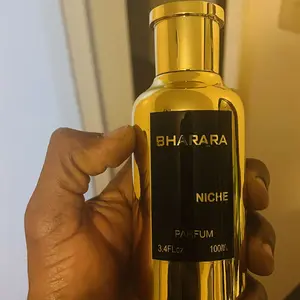 BHARARA
NICHE
PARFUM
3.4FL.oz 100ML